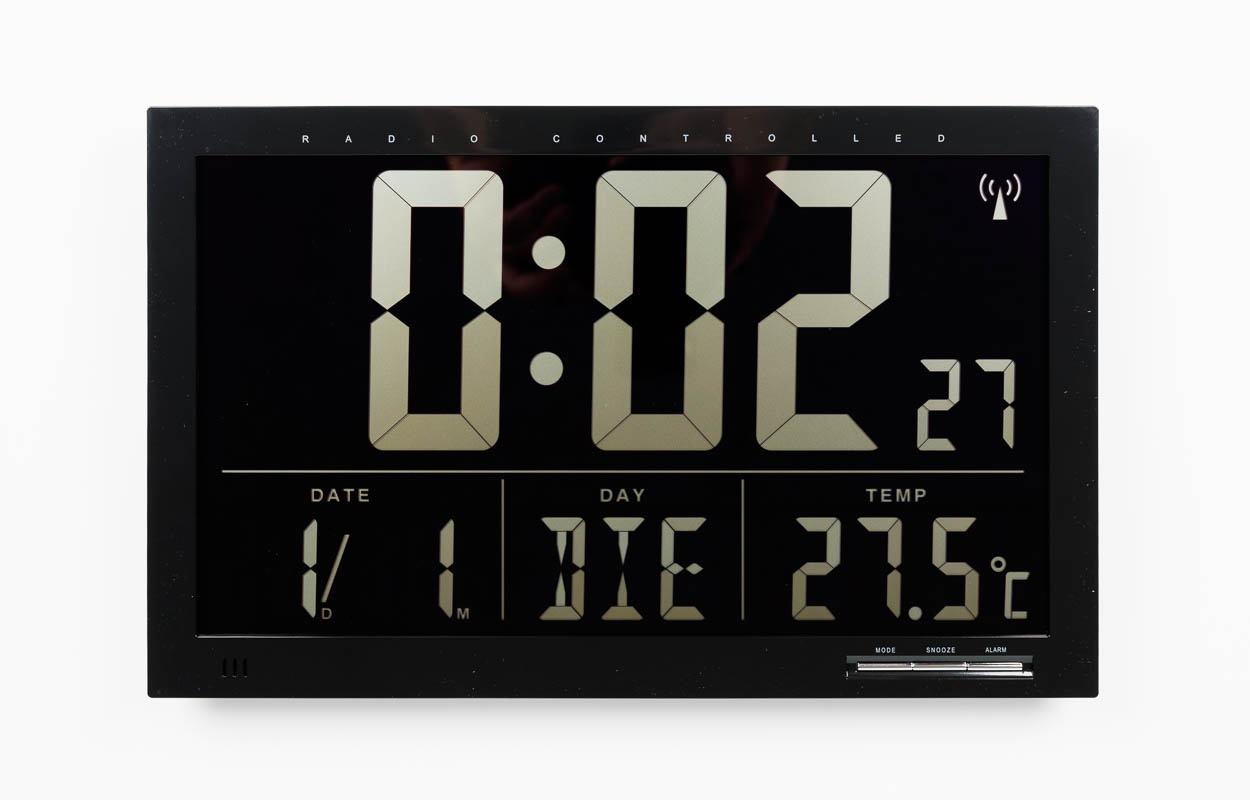 RADIO CONTROLLED
0:02 27
DATE DAY TEMP
1/ 1. DIE 27.5°C
D M
MODE SNOOZE ALARM